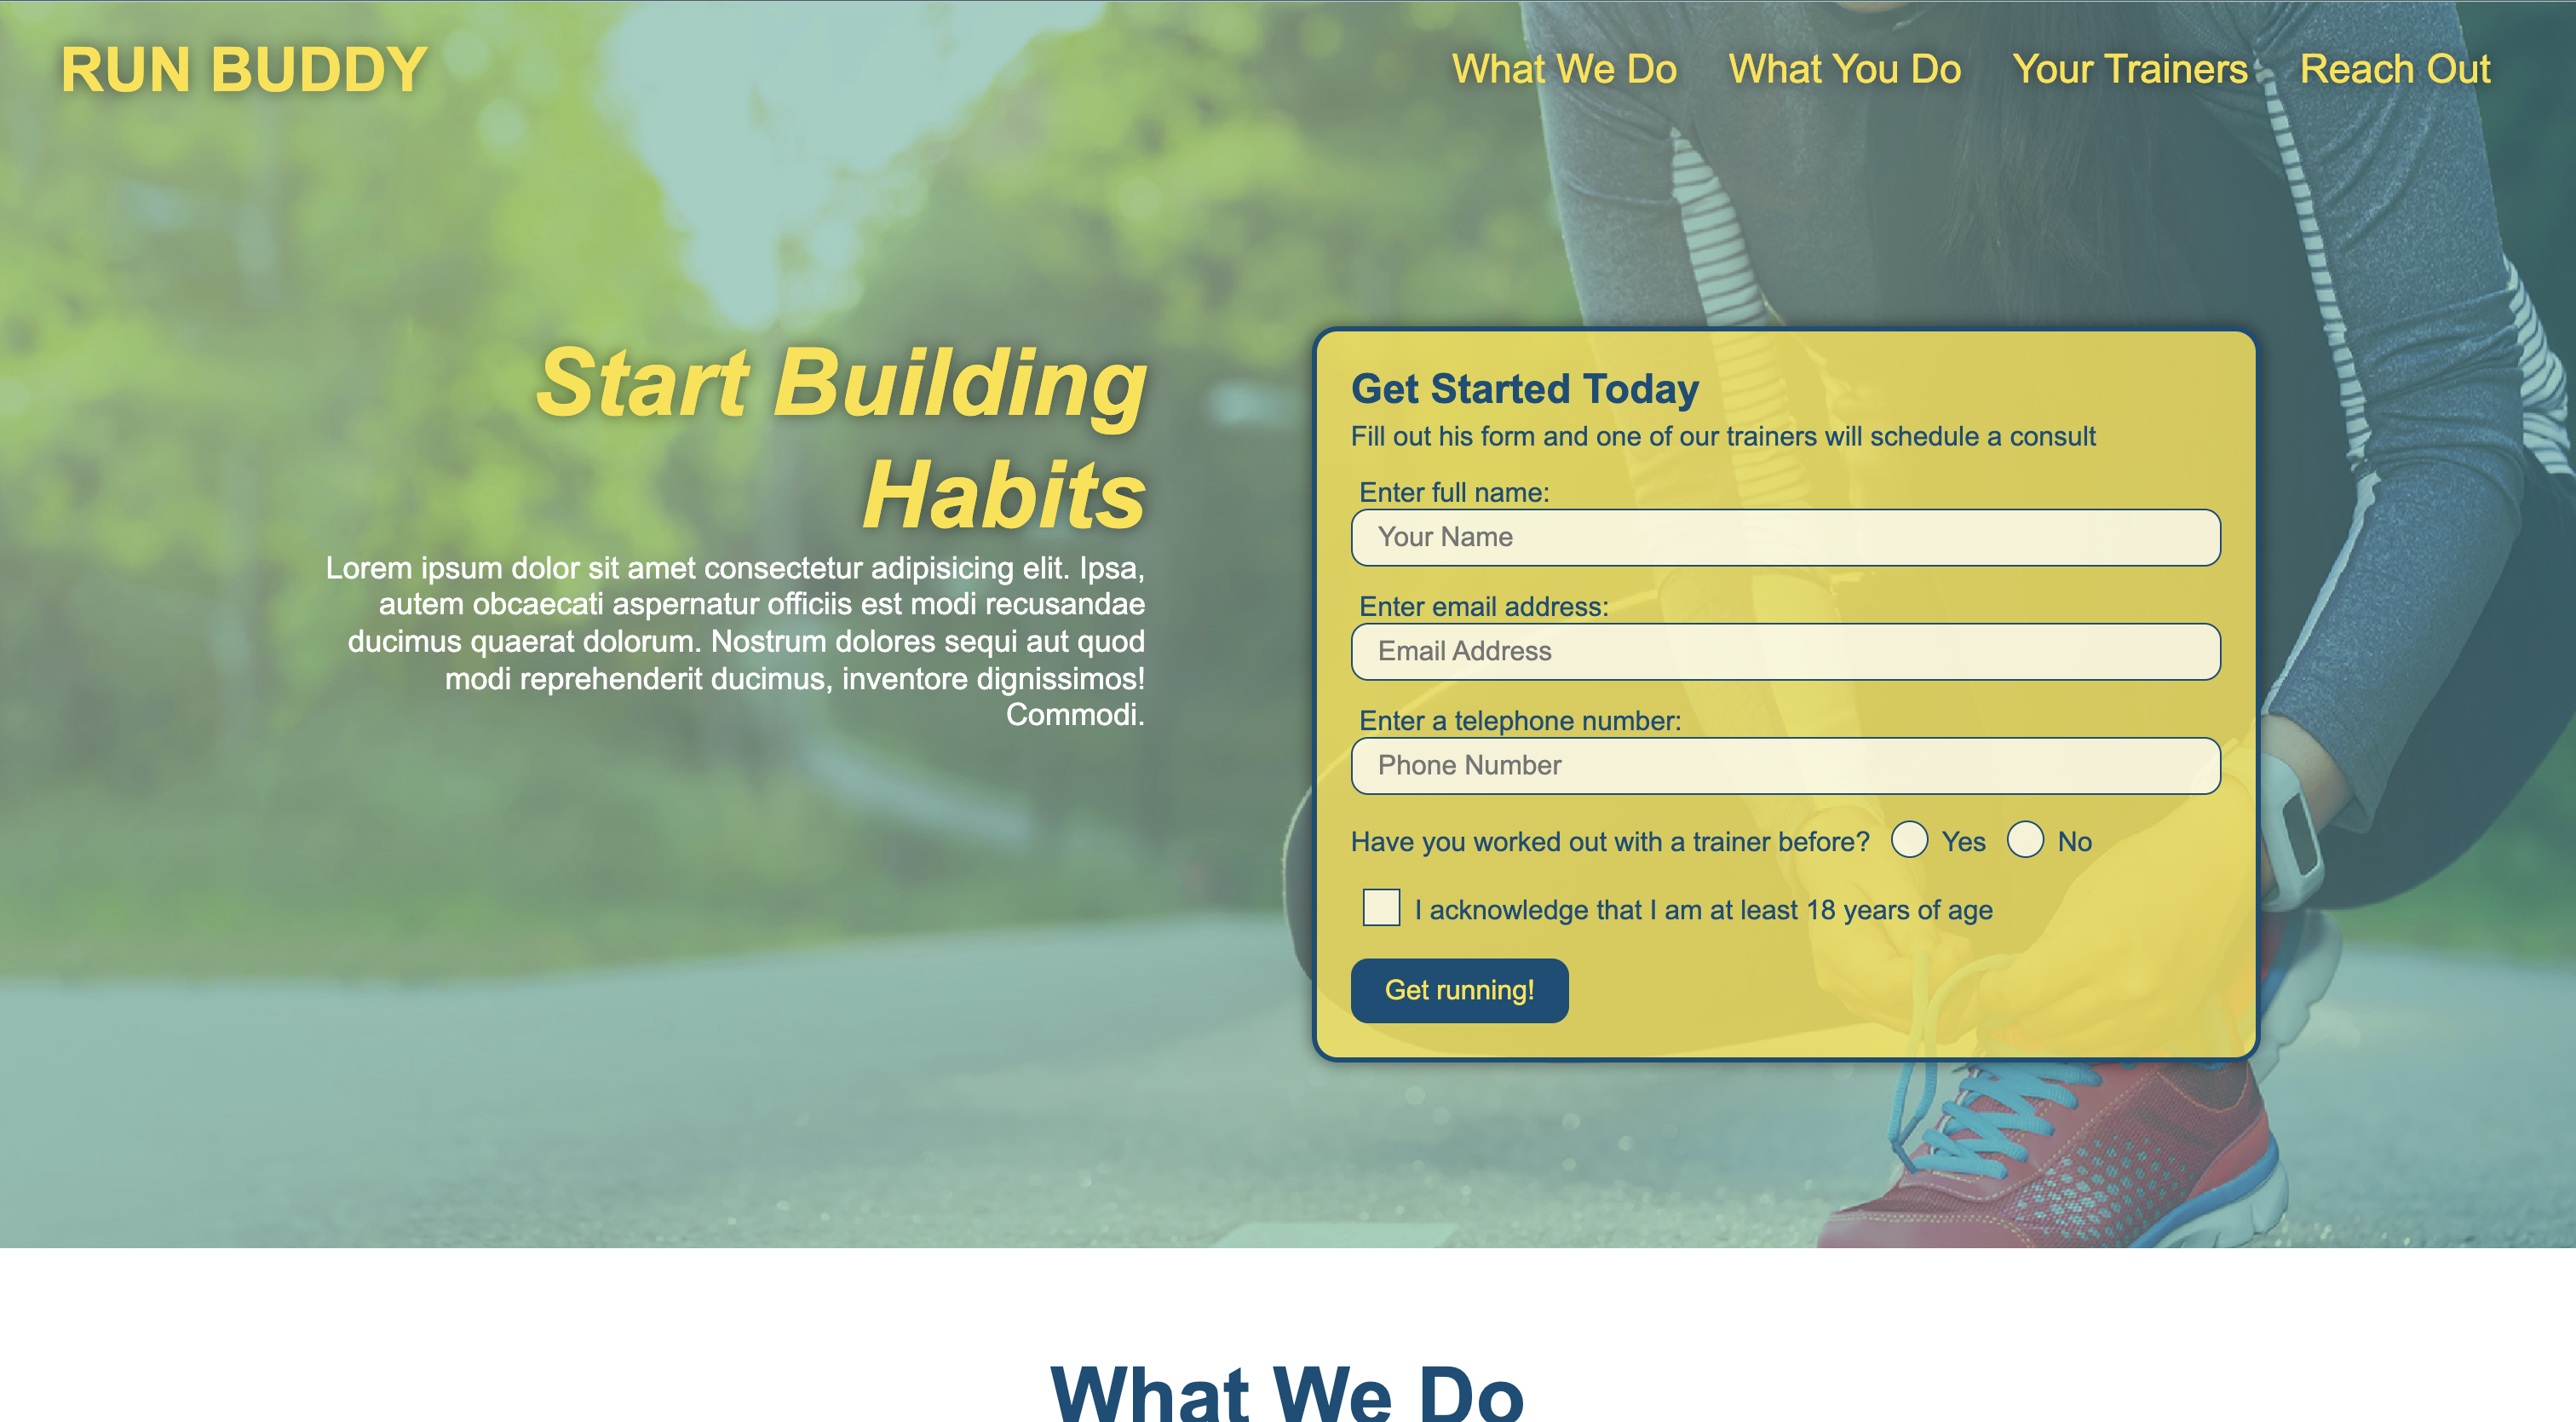 RUN BUDDY
What We Do
What You Do
Your Trainers
Reach Out
Start Building
Habits
Lorem ipsum dolor sit amet consectetur adipisicing elit. Ipsa,
autem obcaecati aspernatur officiis est modi recusandae
ducimus quaerat dolorum. Nostrum dolores sequi aut quod
modi reprehenderit ducimus, inventore dignissimos!
Commodi.
Get Started Today
Fill out his form and one of our trainers will schedule a consult
Enter full name:
Your Name
Enter email address:
Email Address
Enter a telephone number:
Phone Number
Have you worked out with a trainer before? Yes No
I acknowledge that I am at least 18 years of age
Get running!
What We Do